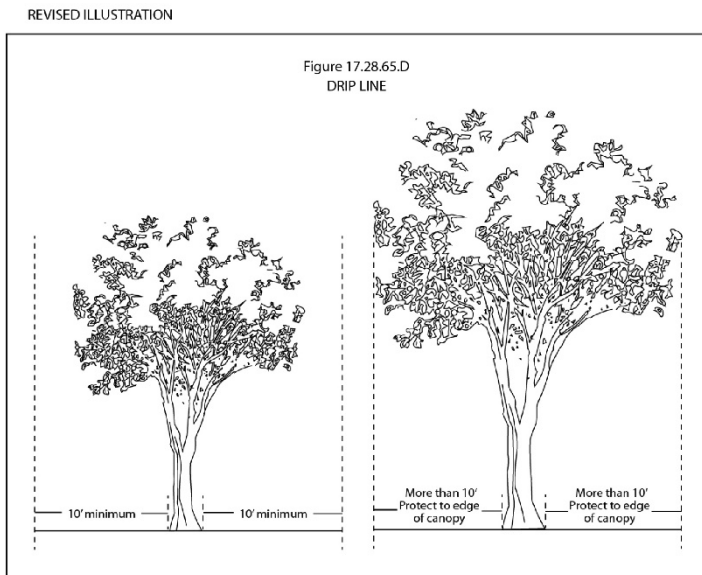 REVISED ILLUSTRATION
Figure 17.28.65.D
DRIP LINE
10' minimum
10' minimum
More than 10'
Protect to edge
of canopy
More than 10'
Protect to edge
of canopy